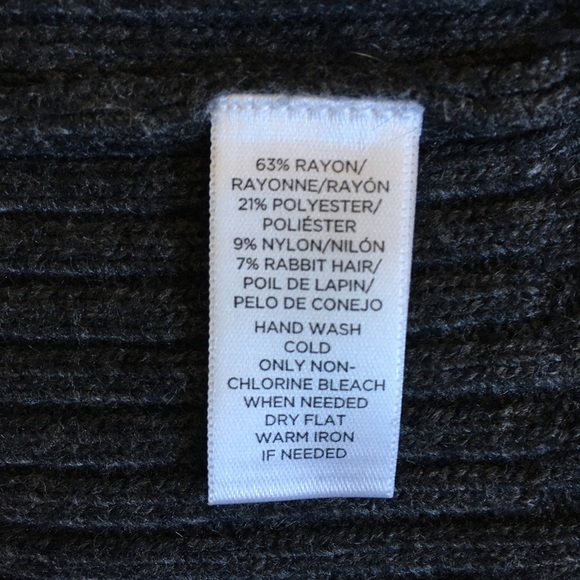 63% RAYON/
RAYONNE/RAYÓN
21% POLYESTER/
POLIÉSTER
9% NYLON/NILÓN
7% RABBIT HAIR/
POIL DE LAPIN/
PELO DE CONEJO
HAND WASH
COLD
ONLY NON-
CHLORINE BLEACH
WHEN NEEDED
DRY FLAT
WARM IRON
IF NEEDED